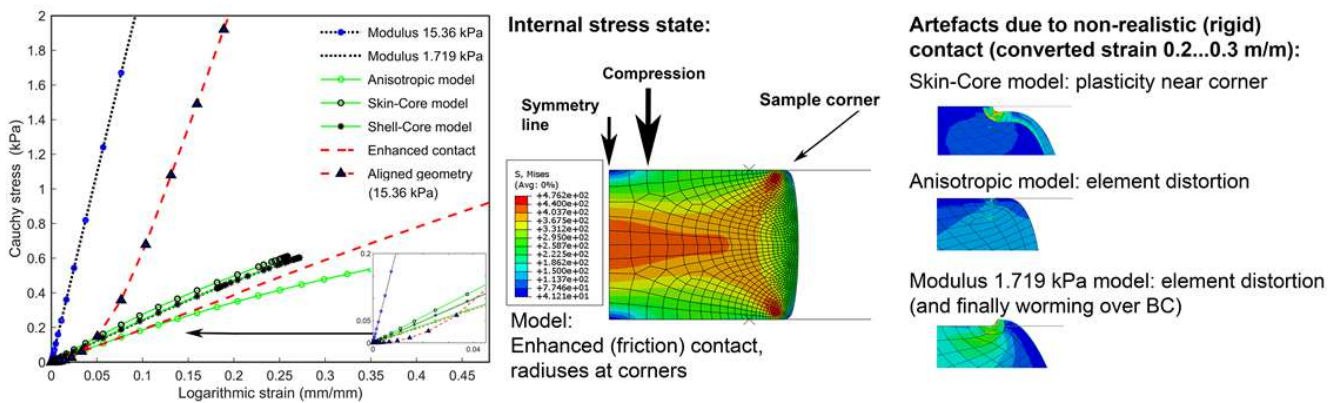 2
1.8
1.6
1.4
1.2
1
0.8
0.6
0.4
0.2
0
Cauchy stress (kPa)
0
0.05
0.1
0.15
0.2
0.25
0.3
0.35
0.4
0.45
Logarithmic strain (mm/mm)
Modulus 15.36 kPa
Modulus 1.719 kPa
Anisotropic model
Skin-Core model
Shell-Core model
Enhanced contact
Aligned geometry
(15.36 kPa)
0.2
0.05
0
0
0.04
Internal stress state:
Compression
Symmetry
line
Sample corner
S, Mises
(Avg: 0%)
+4.762e+02
+4.400e+02
+4.037e+02
+3.675e+02
+3.312e+02
+2.950e+02
+2.587e+02
+2.225e+02
+1.862e+02
+1.500e+02
+1.137e+02
+7.746e+01
+4.121e+01
Model:
Enhanced (friction) contact,
radiuses at corners
Artefacts due to non-realistic (rigid)
contact (converted strain 0.2...0.3 m/m):
Skin-Core model: plasticity near corner
Anisotropic model: element distortion
Modulus 1.719 kPa model: element distortion
(and finally worming over BC)